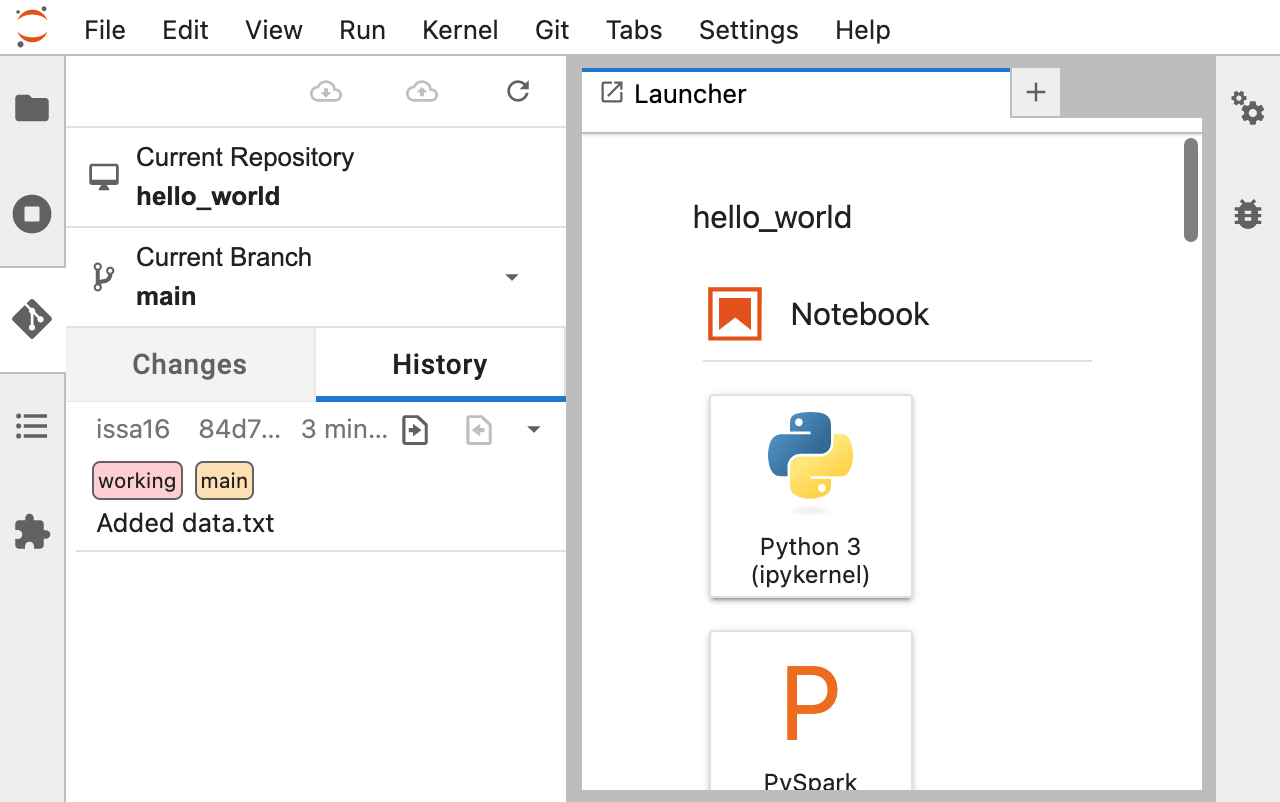 File Edit View Run Kernel Git Tabs Settings Help
Current Repository
hello_world
Current Branch
main
Changes History
issa16 84d7... 3 min...
working main
Added data.txt
Launcher
hello_world
Notebook
Python 3
(ipykernel)
P
PySpark